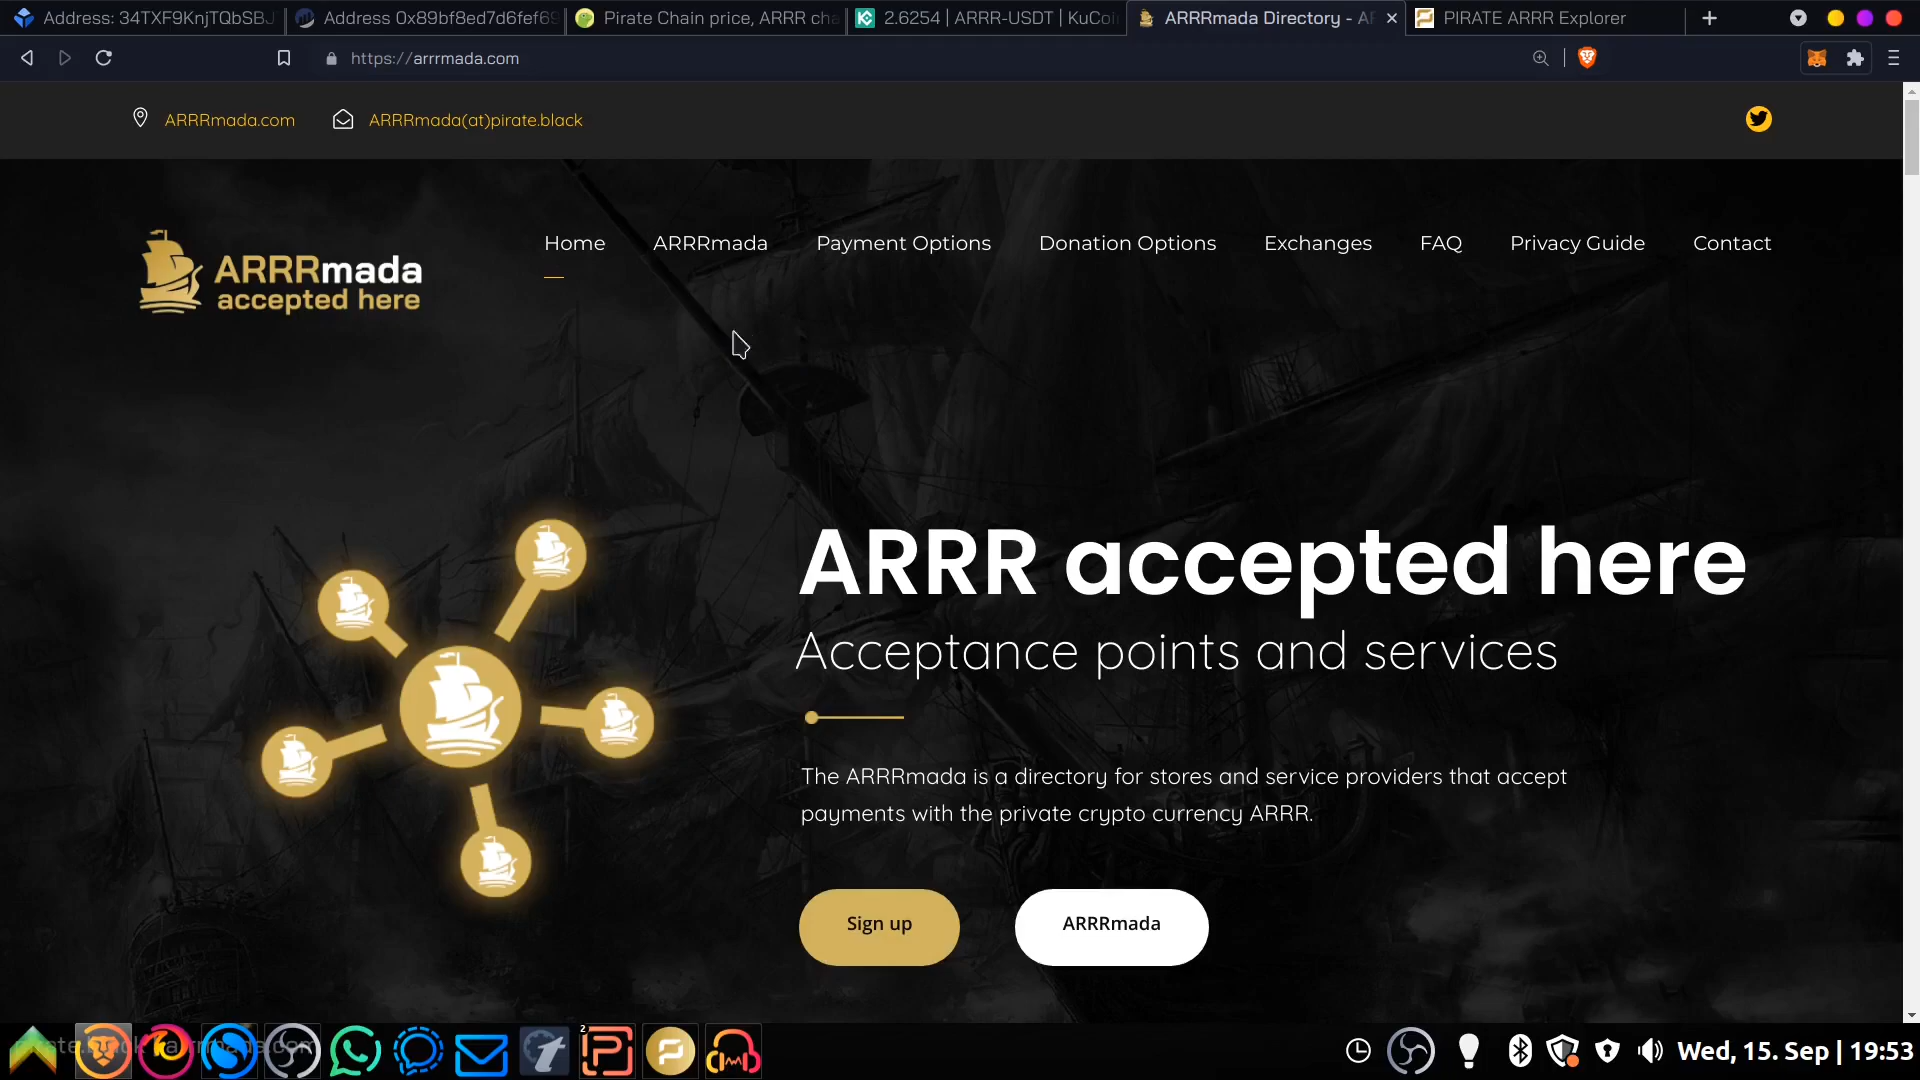 Address: 34TXF9KnjTQbSBJ
Address 0x89bf8ed7d6fef69
Pirate Chain price, ARRR cha
2.6254 | ARRR-USDT | KuCoi
ARRRmada Directory - AR
PIRATE ARRR Explorer
https://arrrmada.com
ARRRmada.com
ARRRmada(at)pirate.black
ARRRmada
accepted here
Home
ARRRmada
Payment Options
Donation Options
Exchanges
FAQ
Privacy Guide
Contact
ARRR accepted here
Acceptance points and services
The ARRRmada is a directory for stores and service providers that accept
payments with the private crypto currency ARRR.
Sign up
ARRRmada
2
Wed, 15. Sep | 19:53